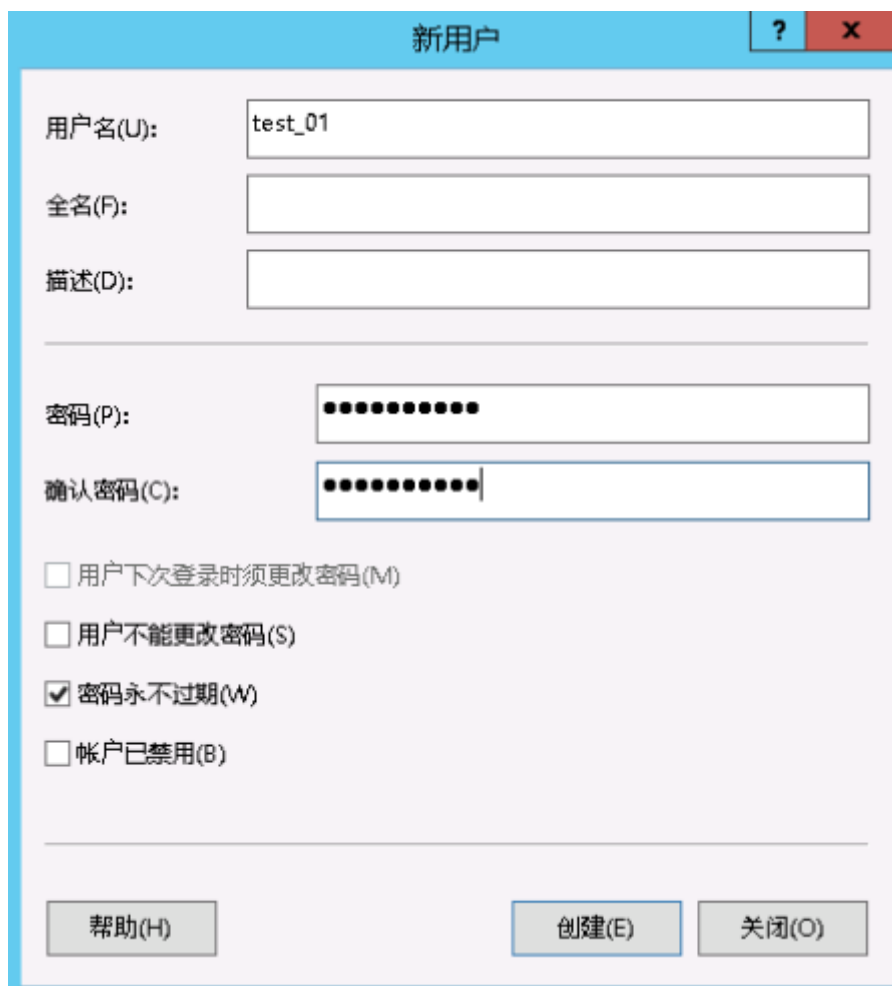 新用户
? x
用户名(U): test_01
全名(F):
描述(D):
密码(P): ●●●●●●●●●●
确认密码(C): ●●●●●●●●●●
用户下次登录时须更改密码(M)
用户不能更改密码(S)
密码永不过期(W)
帐户已禁用(B)
帮助(H) 创建(E) 关闭(O)